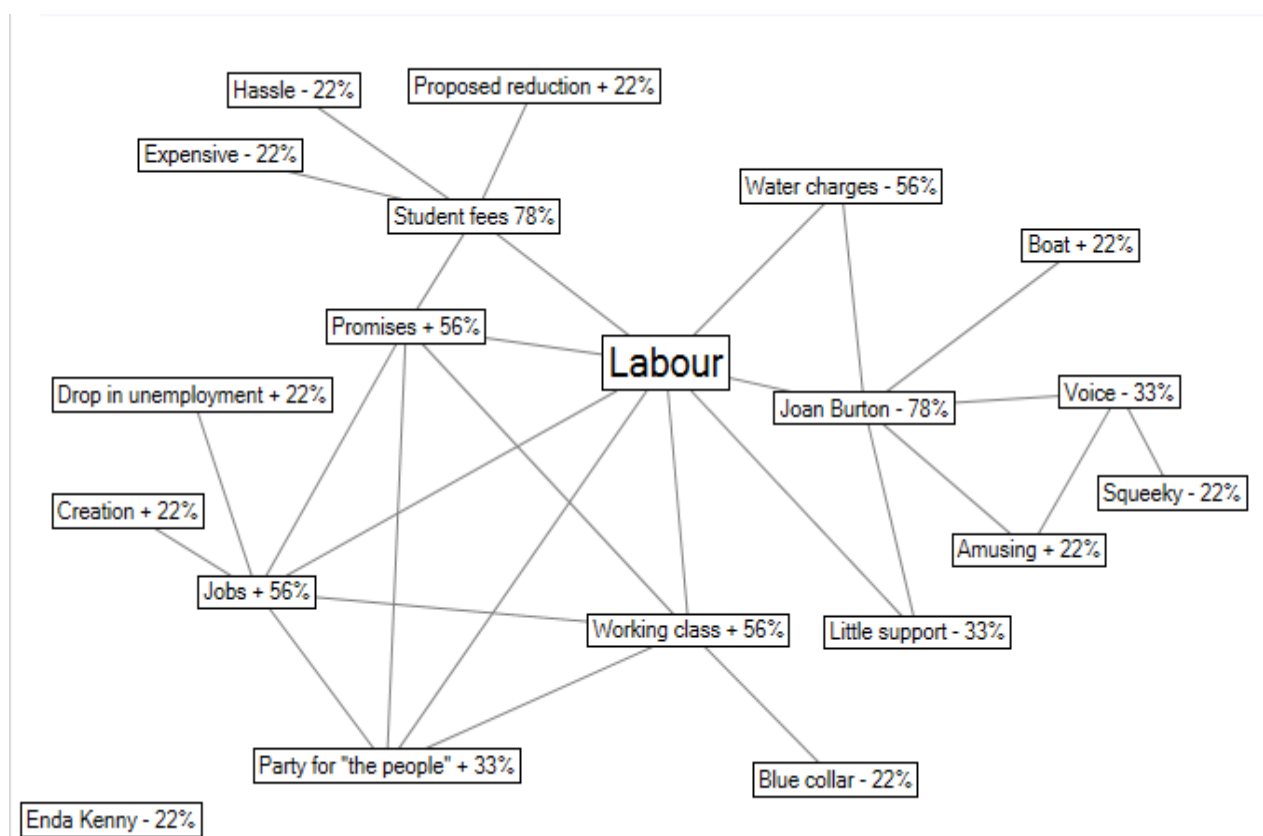 Hassle - 22%
Proposed reduction + 22%
Expensive - 22%
Student fees 78%
Water charges - 56%
Boat + 22%
Promises + 56%
Labour
Drop in unemployment + 22%
Joan Burton - 78%
Voice - 33%
Squeeky - 22%
Creation + 22%
Amusing + 22%
Jobs + 56%
Working class + 56%
Little support - 33%
Party for "the people" + 33%
Blue collar - 22%
Enda Kenny - 22%